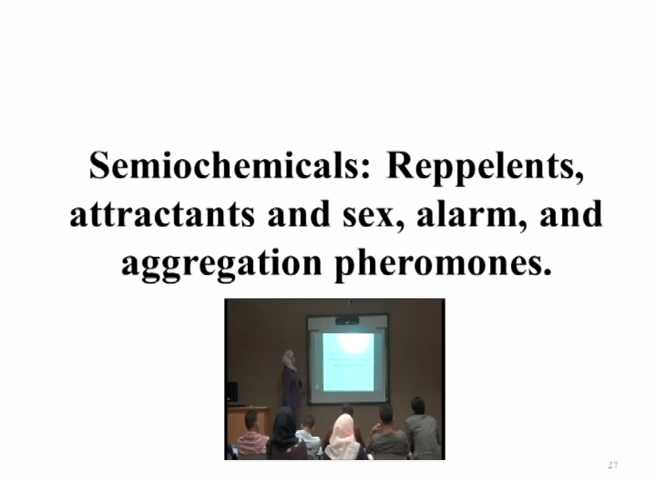 Semiochemicals: Reppelents,
attractants and sex, alarm, and
aggregation pheromones.
27